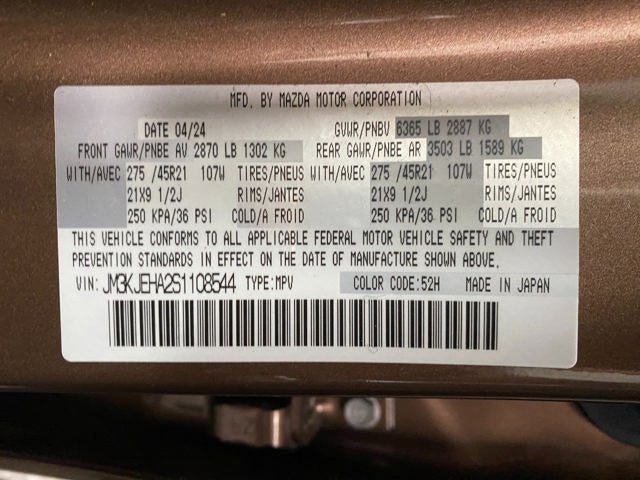 MFD. BY MAZDA MOTOR CORPORATION
DATE 04/24 GVWR/PNBV 6365 LB 2887 KG
FRONT GAWR/PNBE AV 2870 LB 1302 KG REAR GAWR/PNBE AR 3503 LB 1589 KG
WITH/AVEC 275 /45R21 107W TIRES/PNEUS WITH/AVEC 275 /45R21 107W TIRES/PNEUS
21X9 1/2J RIMS/JANTES 21X9 1/2J RIMS/JANTES
250 KPA/36 PSI COLD/A FROID 250 KPA/36 PSI COLD/A FROID
THIS VEHICLE CONFORMS TO ALL APPLICABLE FEDERAL MOTOR VEHICLE SAFETY AND THEFT
PREVENTION STANDARDS IN EFFECT ON THE DATE OF MANUFACTURE SHOWN ABOVE.
VIN: JM3KJEHA2S1108544 TYPE:MPV COLOR CODE:52H MADE IN JAPAN